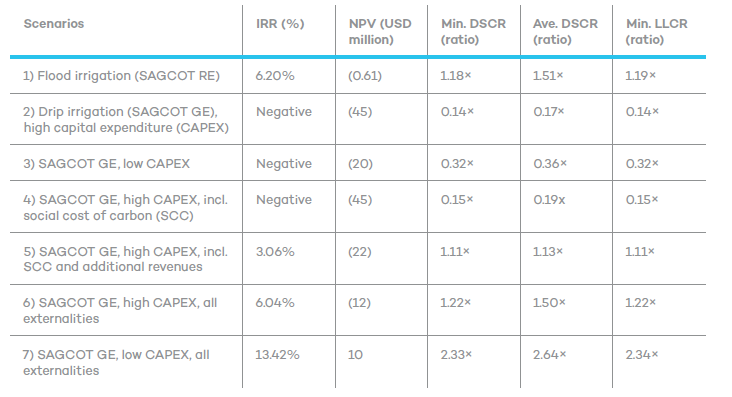 Scenarios IRR (%) NPV (USD million) Min. DSCR (ratio) Ave. DSCR (ratio) Min. LLCR (ratio)
1) Flood irrigation (SAGCOT RE) 6.20% (0.61) 1.18× 1.51× 1.19×
2) Drip irrigation (SAGCOT GE), Negative (45) 0.14× 0.17× 0.14×
high capital expenditure (CAPEX)
3) SAGCOT GE, low CAPEX Negative (20) 0.32× 0.36× 0.32×
4) SAGCOT GE, high CAPEX, incl. Negative (45) 0.15× 0.19x 0.15×
social cost of carbon (SCC)
5) SAGCOT GE, high CAPEX, incl. 3.06% (22) 1.11× 1.13× 1.11×
SCC and additional revenues
6) SAGCOT GE, high CAPEX, all 6.04% (12) 1.22× 1.50× 1.22×
externalities
7) SAGCOT GE, low CAPEX, all 13.42% 10 2.33× 2.64× 2.34×
externalities